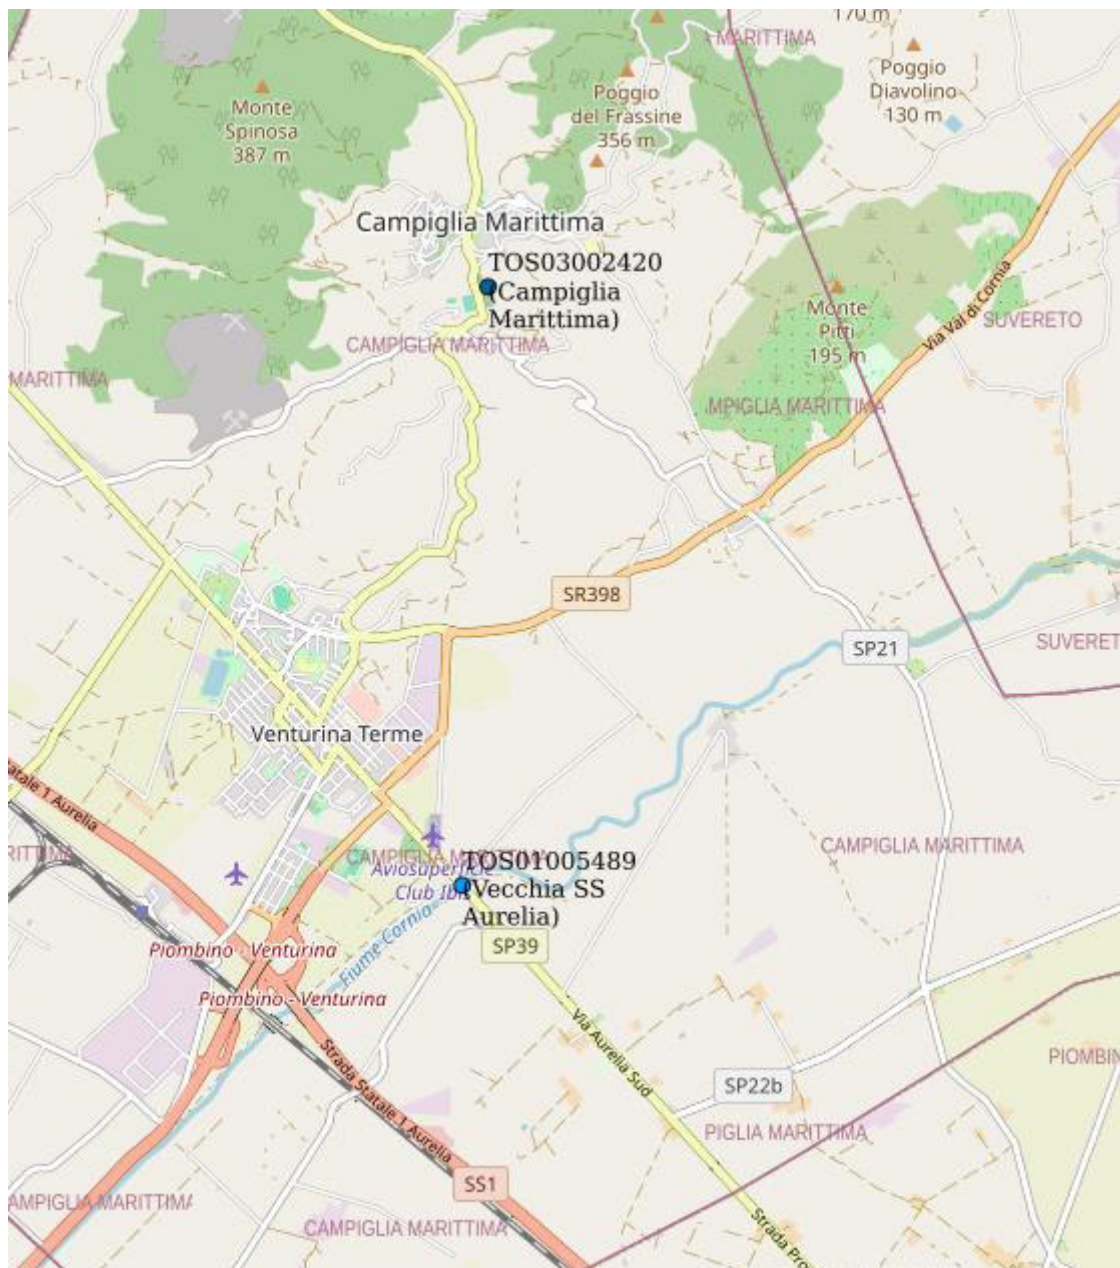 170 m
MARITTIMA
Poggio
Diavolino
130 m
Poggio
del Frassine
356 m
Monte
Spinosa
387 m
Campiglia Marittima
TOS03002420
(Campiglia
Marittima)
Monte
Pitti
195 m
Via Val di Cornia
SUVERETO
CAMPIGLIA MARITTIMA
MARITTIMA
MPIGLIA MARITTIMA
SR398
SP21
SUVERET
Venturina Terme
atale 1 Aurelia
RITTIMA
CAMPIGLIA MARITTIMA
CAMPIGLIA MARITTIMA
Aviosuperficie
Club
TOS01005489
(Vecchia SS
Aurelia)
Fiume Cornia
SP39
Piombino - Venturina
Piombino - Venturina
Strada Statale 1 Aurelia
Via Aurelia Sud
PIOMBIN
SP22b
PIGLIA MARITTIMA
SS1
CAMPIGLIA MARITTIMA
AMPIGLIA MARITTIMA
Strada Pro